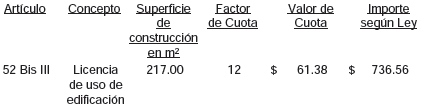 Artículo Concepto Superficie de construcción en m² Factor de Cuota Valor de Cuota Importe según Ley
52 Bis III Licencia de uso de edificación 217.00 12 $ 61.38 $ 736.56